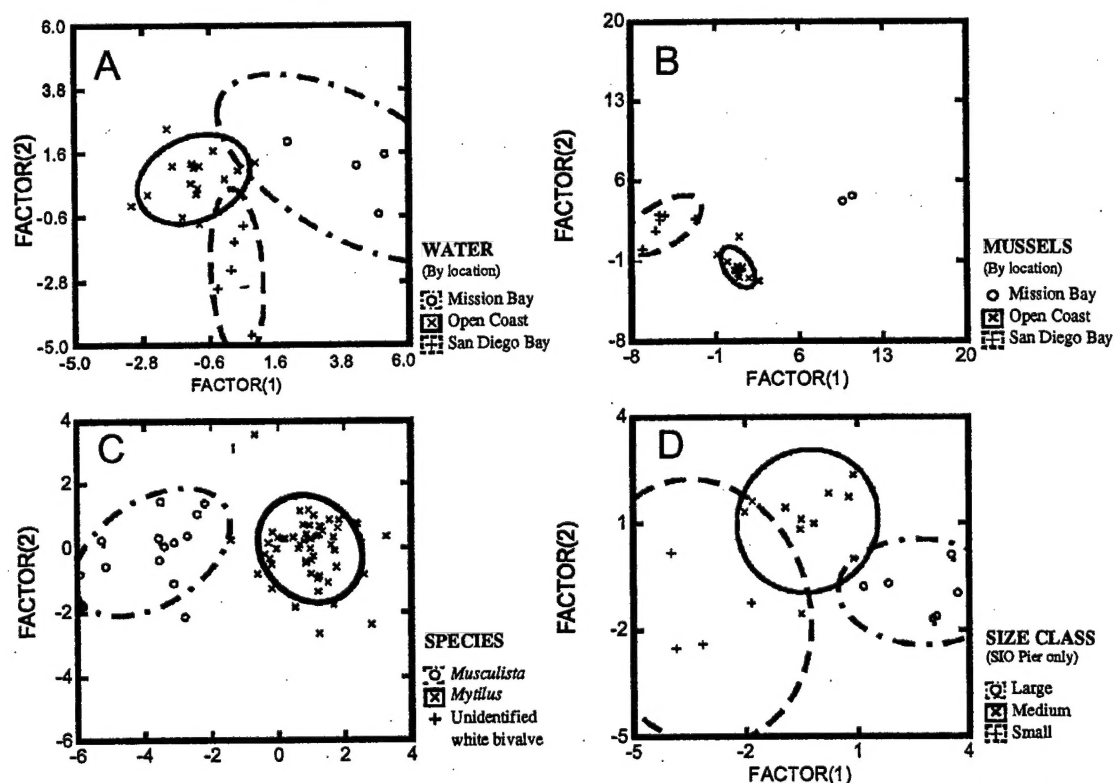 A
FACTOR(2)
6.0
3.8
1.6
-0.6
-2.8
-5.0
-5.0
-2.8
-0.6
1.6
3.8
6.0
FACTOR(1)
WATER
(By location)
Mission Bay
Open Coast
San Diego Bay
B
FACTOR(2)
20
13
6
-1
-8
-8
-1
6
13
20
FACTOR(1)
MUSSELS
(By location)
Mission Bay
Open Coast
San Diego Bay
C
FACTOR(2)
4
2
0
-2
-4
-6
-6
-4
-2
0
2
4
SPECIES
Musculista
Mytilus
Unidentified
white bivalve
D
FACTOR(2)
4
1
-2
-5
-5
-2
1
4
FACTOR(1)
SIZE CLASS
(SIO Pier only)
Large
Medium
Small